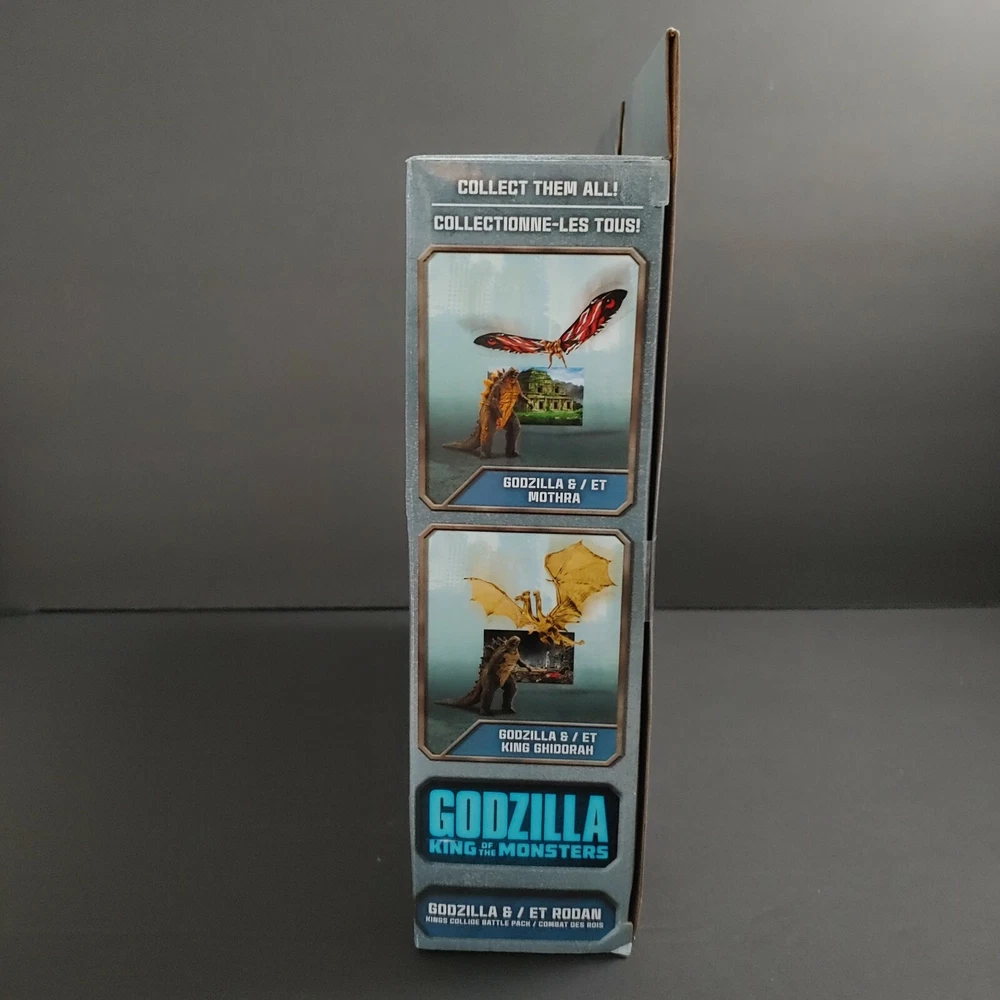 COLLECT THEM ALL!
COLLECTIONNE-LES TOUS!
GODZILLA & / ET
MOTHRA
GODZILLA & / ET
KING GHIDORAH
GODZILLA
KING OF THE MONSTERS
GODZILLA & / ET RODAN
KINGS COLLIDE BATTLE PACK / COMBAT DES ROIS